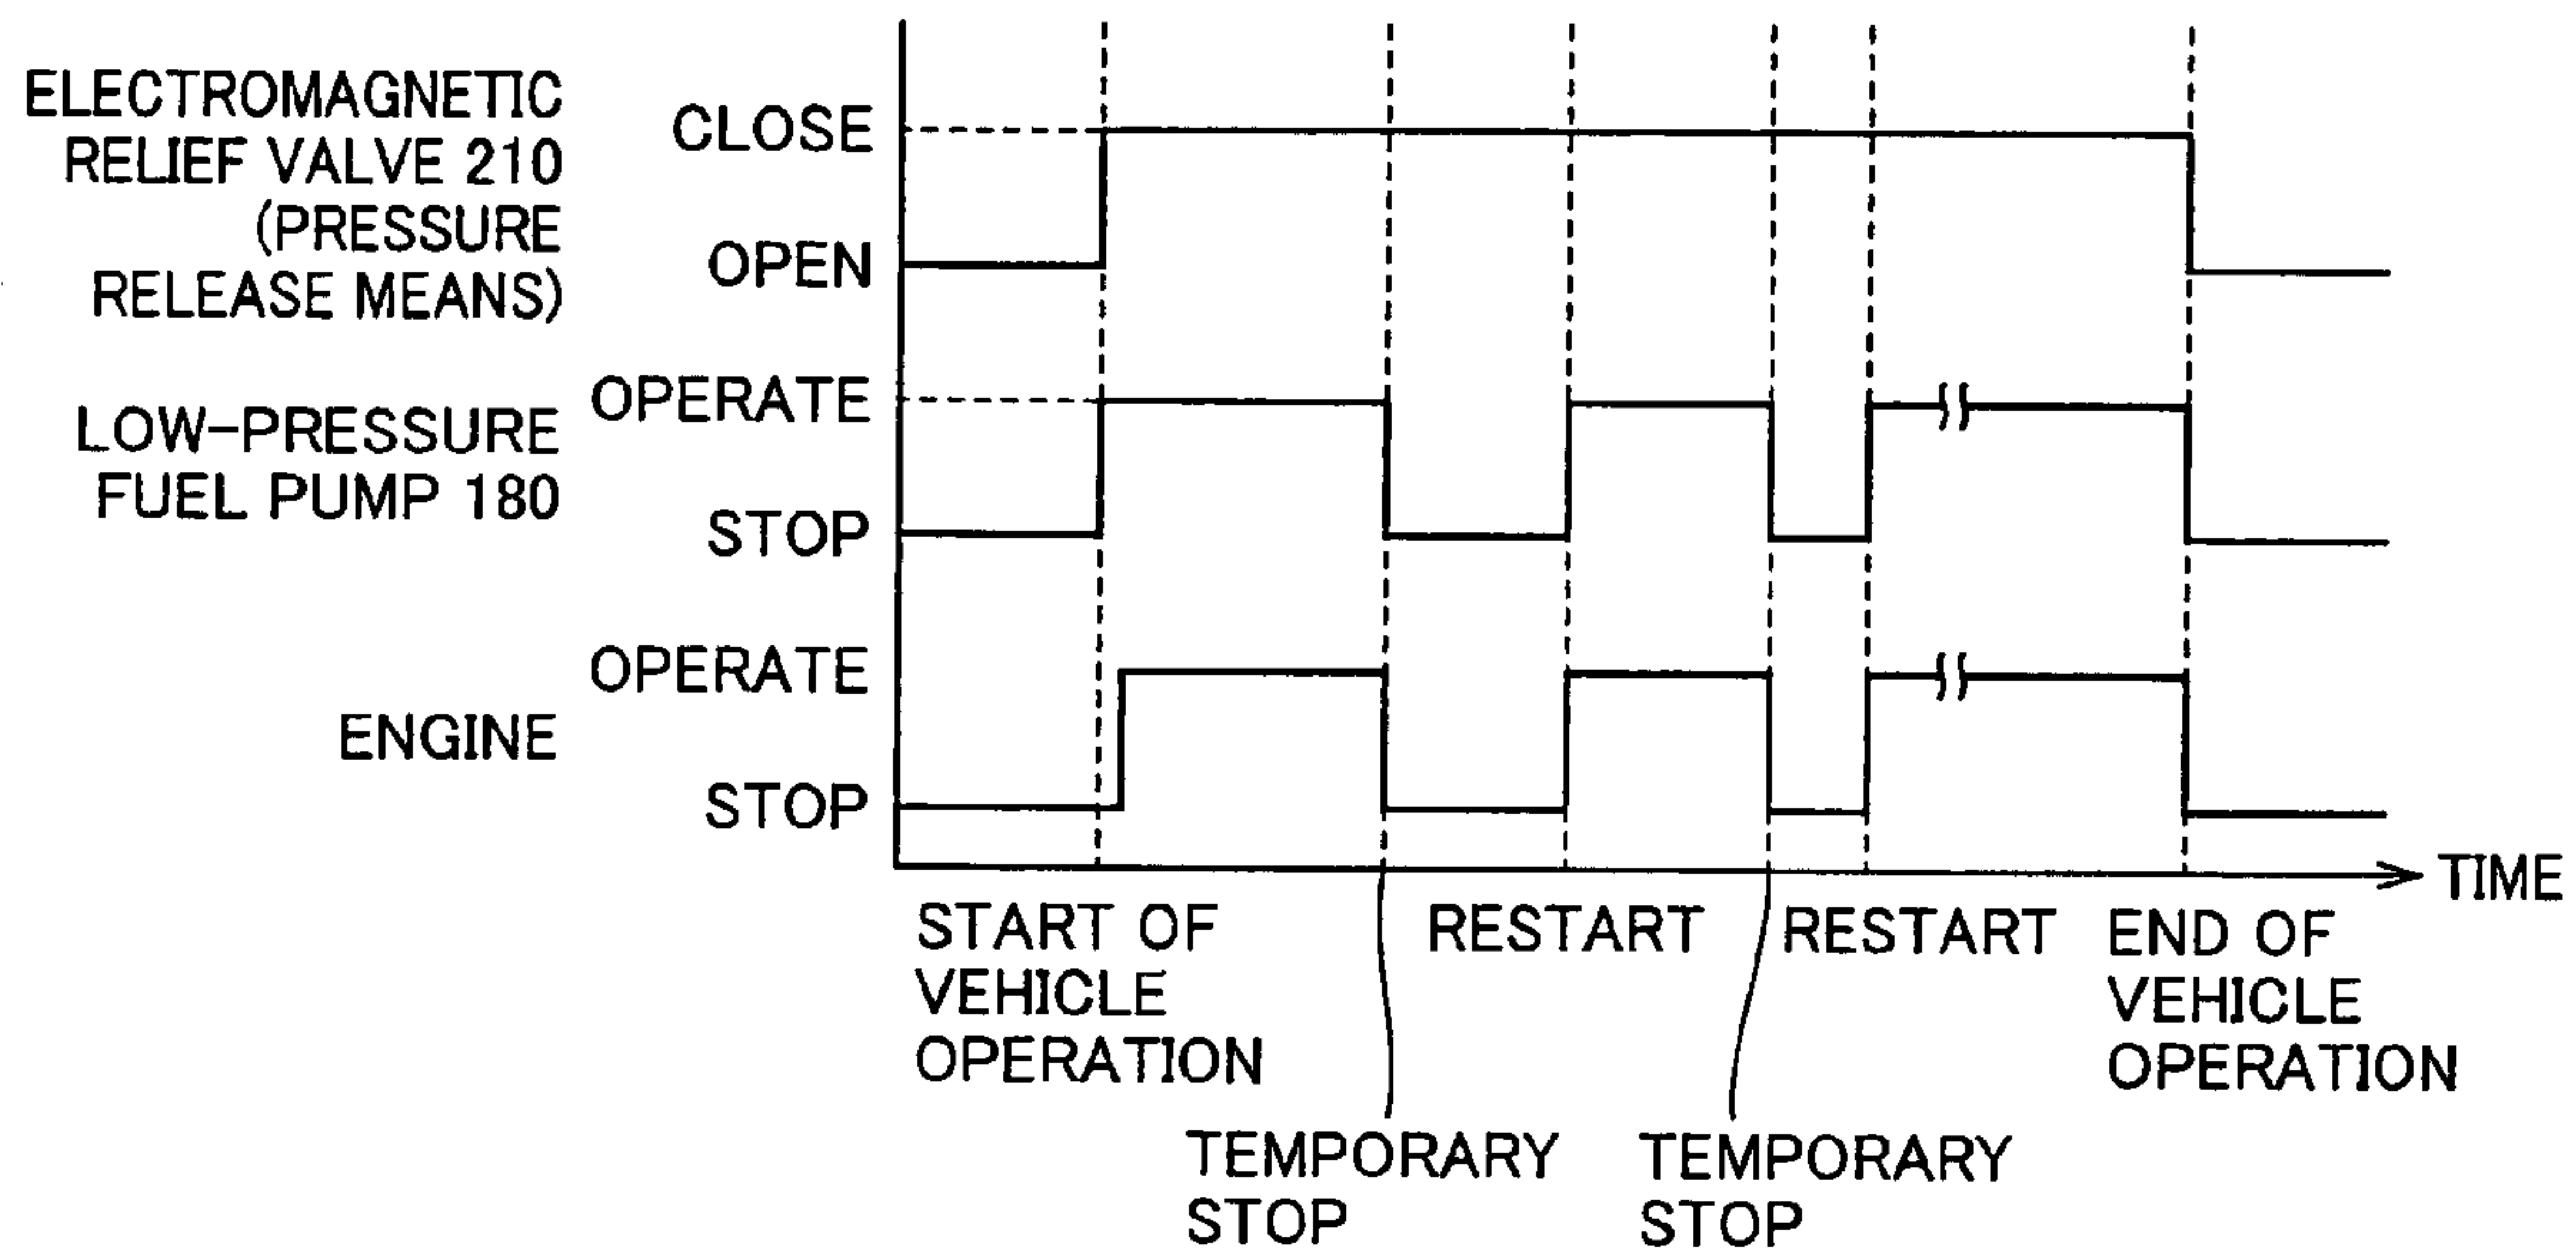 ELECTROMAGNETIC
RELIEF VALVE 210
(PRESSURE
RELEASE MEANS)
CLOSE
OPEN
LOW-PRESSURE
FUEL PUMP 180
OPERATE
STOP
ENGINE
OPERATE
STOP
TIME
START OF
VEHICLE
OPERATION
TEMPORARY
STOP
RESTART
TEMPORARY
STOP
RESTART
END OF
VEHICLE
OPERATION